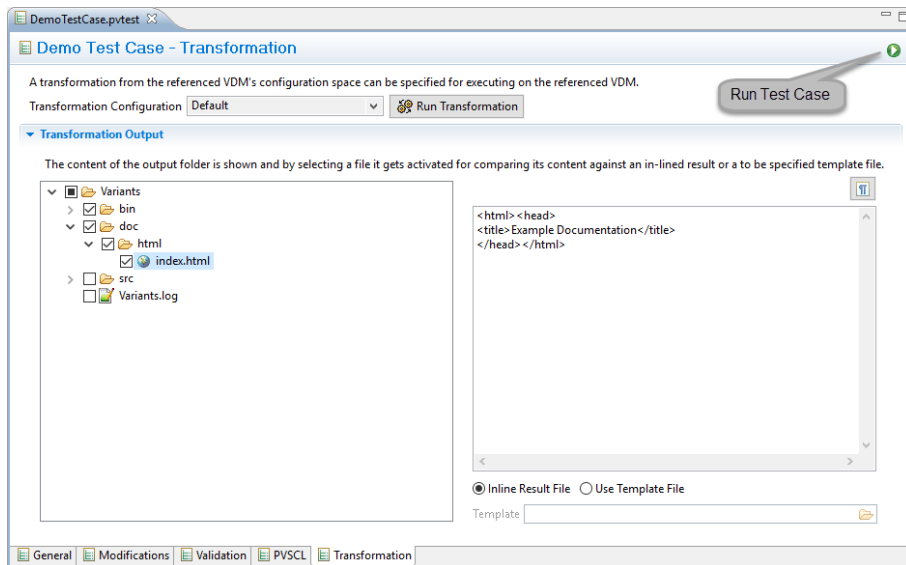 DemoTestCase.pvtest
Demo Test Case - Transformation
A transformation from the referenced VDM's configuration space can be specified for executing on the referenced VDM.
Run Test Case
Transformation Configuration Default Run Transformation
Transformation Output
The content of the output folder is shown and by selecting a file it gets activated for comparing its content against an in-lined result or a to be specified template file.
Variants
bin
doc
html
index.html
src
Variants.log
<html><head>
<title>Example Documentation</title>
</head></html>
Inline Result File Use Template File
Template
General Modifications Validation PVSCL Transformation